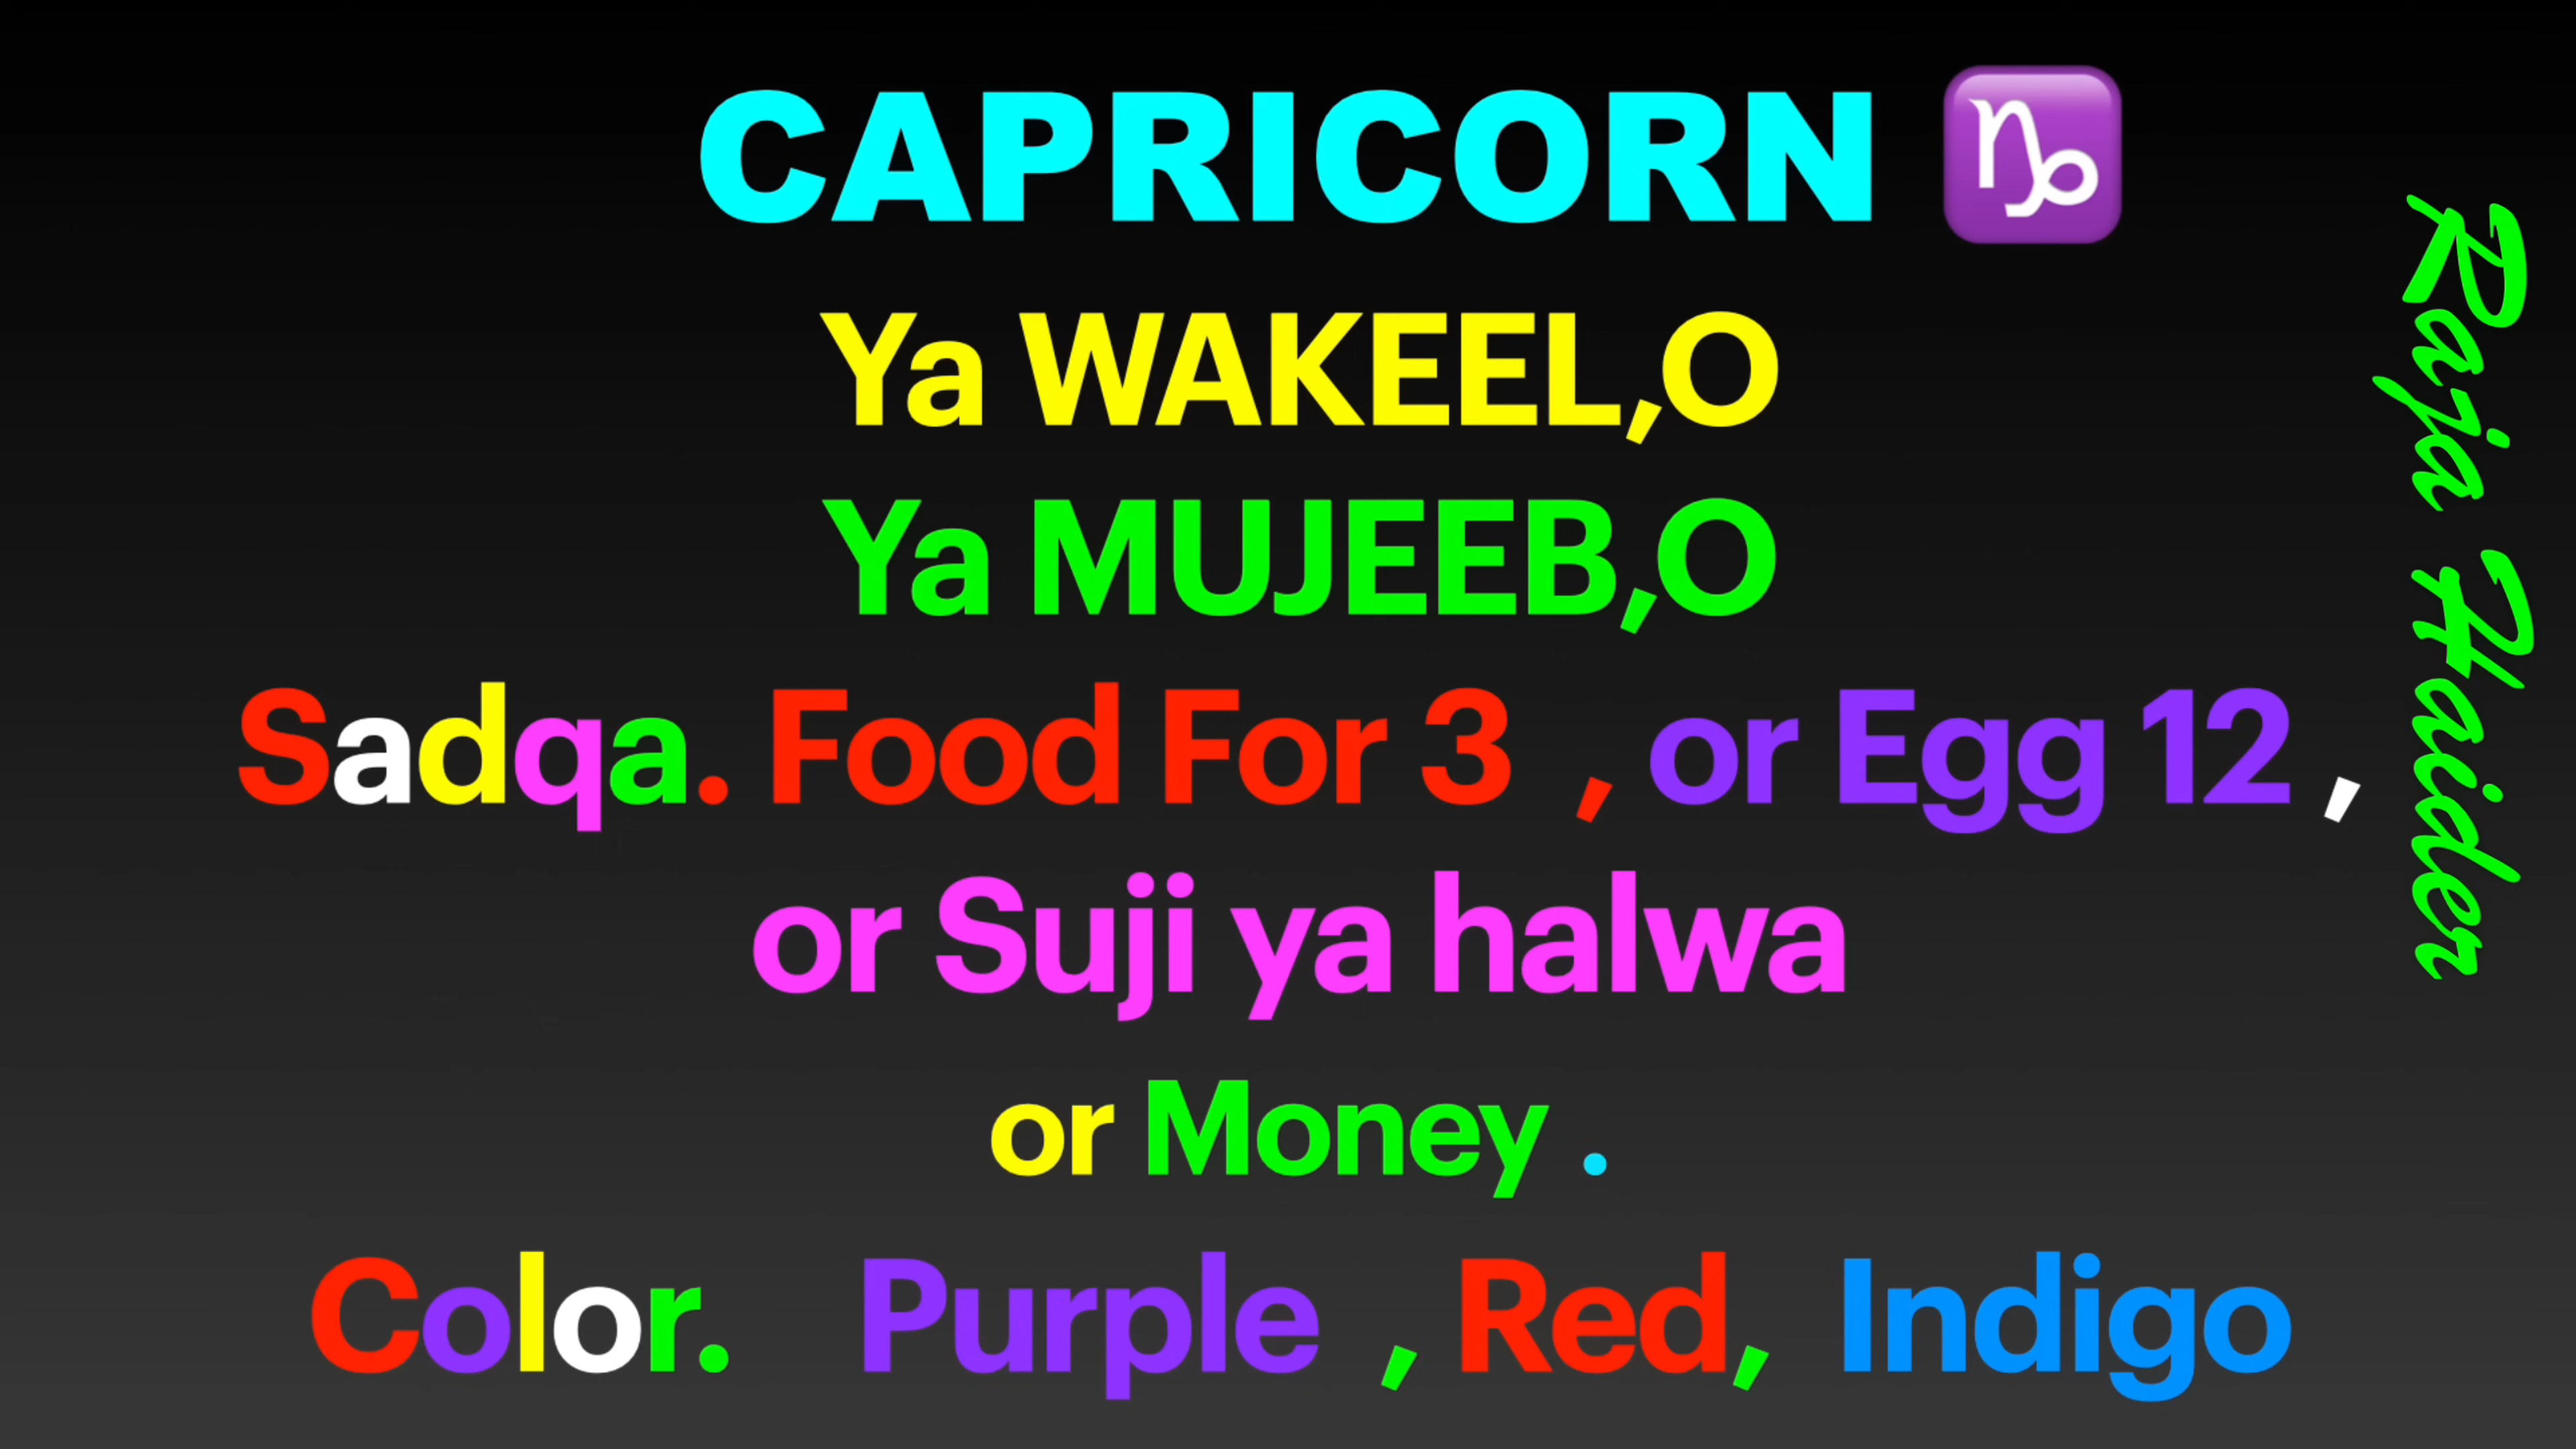 CAPRICORN ♑
Ya WAKEEL,O
Ya MUJEEB,O
Sadqa. Food For 3 , or Egg 12 ,
or Suji ya halwa
or Money .
Color. Purple , Red, Indigo
Raja Haider